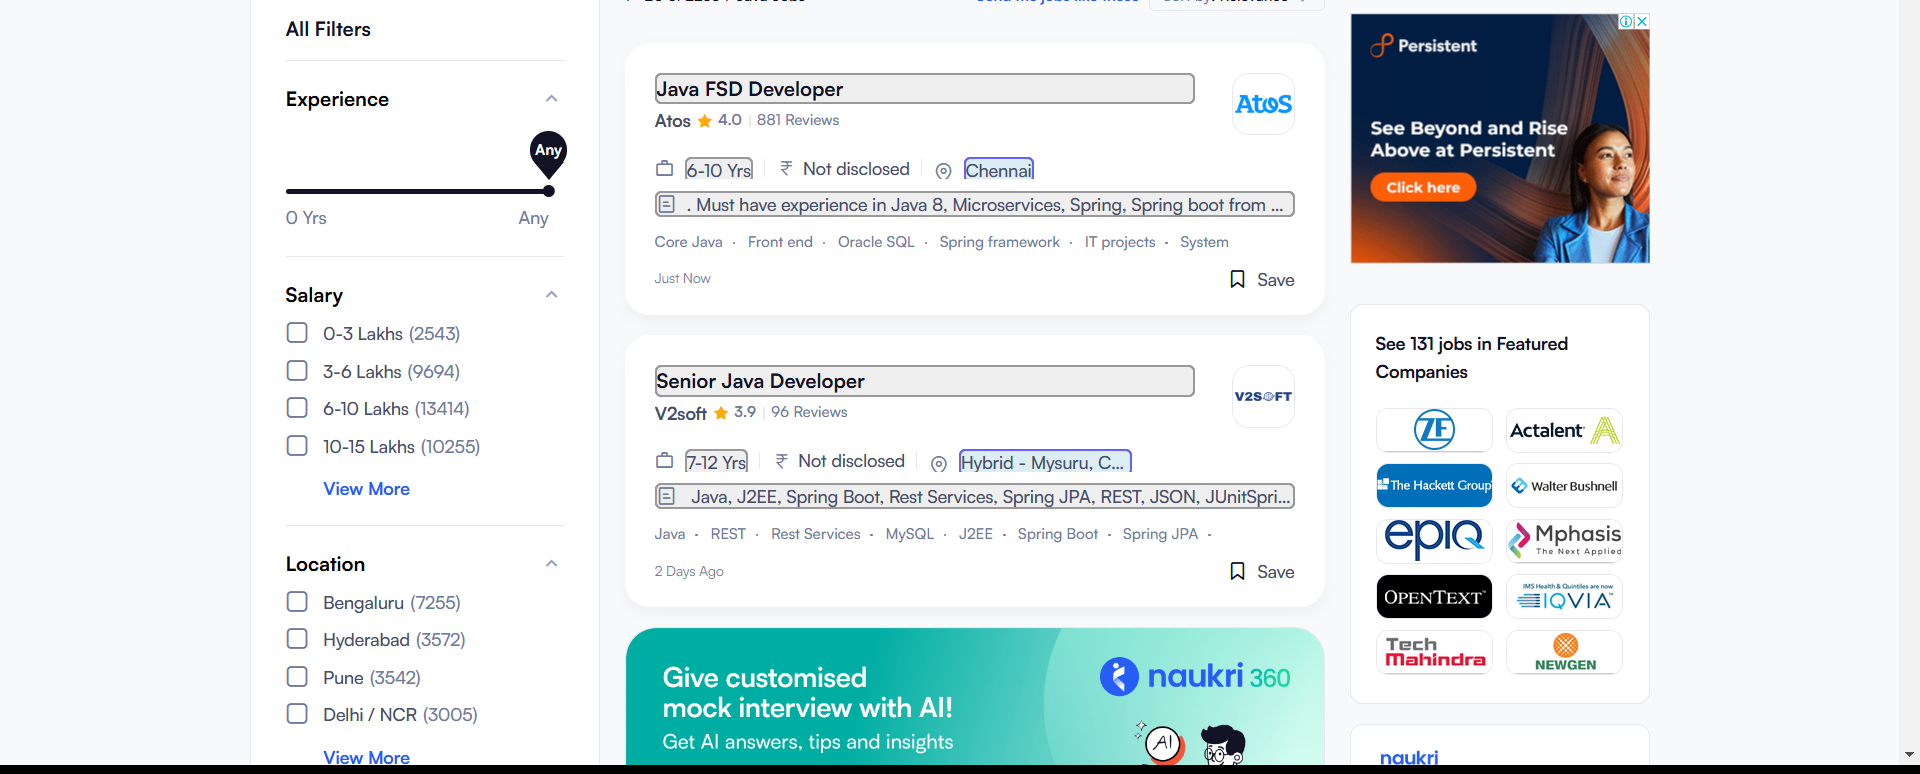 All Filters
Experience
Any
0 Yrs
Any
Salary
0-3 Lakhs (2543)
3-6 Lakhs (9694)
6-10 Lakhs (13414)
10-15 Lakhs (10255)
View More
Location
Bengaluru (7255)
Hyderabad (3572)
Pune (3542)
Delhi / NCR (3005)
View More
Java FSD Developer
Atos 4.0 | 881 Reviews
Atos
6-10 Yrs
₹ Not disclosed
Chennai
. Must have experience in Java 8, Microservices, Spring, Spring boot from ...
Core Java · Front end · Oracle SQL · Spring framework · IT projects · System
Just Now
Save
Senior Java Developer
V2soft 3.9 | 96 Reviews
V2SOFT
7-12 Yrs
₹ Not disclosed
Hybrid - Mysuru, C...
Java, J2EE, Spring Boot, Rest Services, Spring JPA, REST, JSON, JUnitSpri...
Java · REST · Rest Services · MySQL · J2EE · Spring Boot · Spring JPA ·
2 Days Ago
Save
Give customised
mock interview with AI!
Get AI answers, tips and insights
naukri 360
AI
Persistent
See Beyond and Rise
Above at Persistent
Click here
See 131 jobs in Featured
Companies
ZF
Actalent
The Hackett Group
Walter Bushnell
epiq
Mphasis
The Next Applied
OPENTEXT™
IMS Health & Quintiles are now
IQVIA™
Tech
Mahindra
NEWGEN
naukri